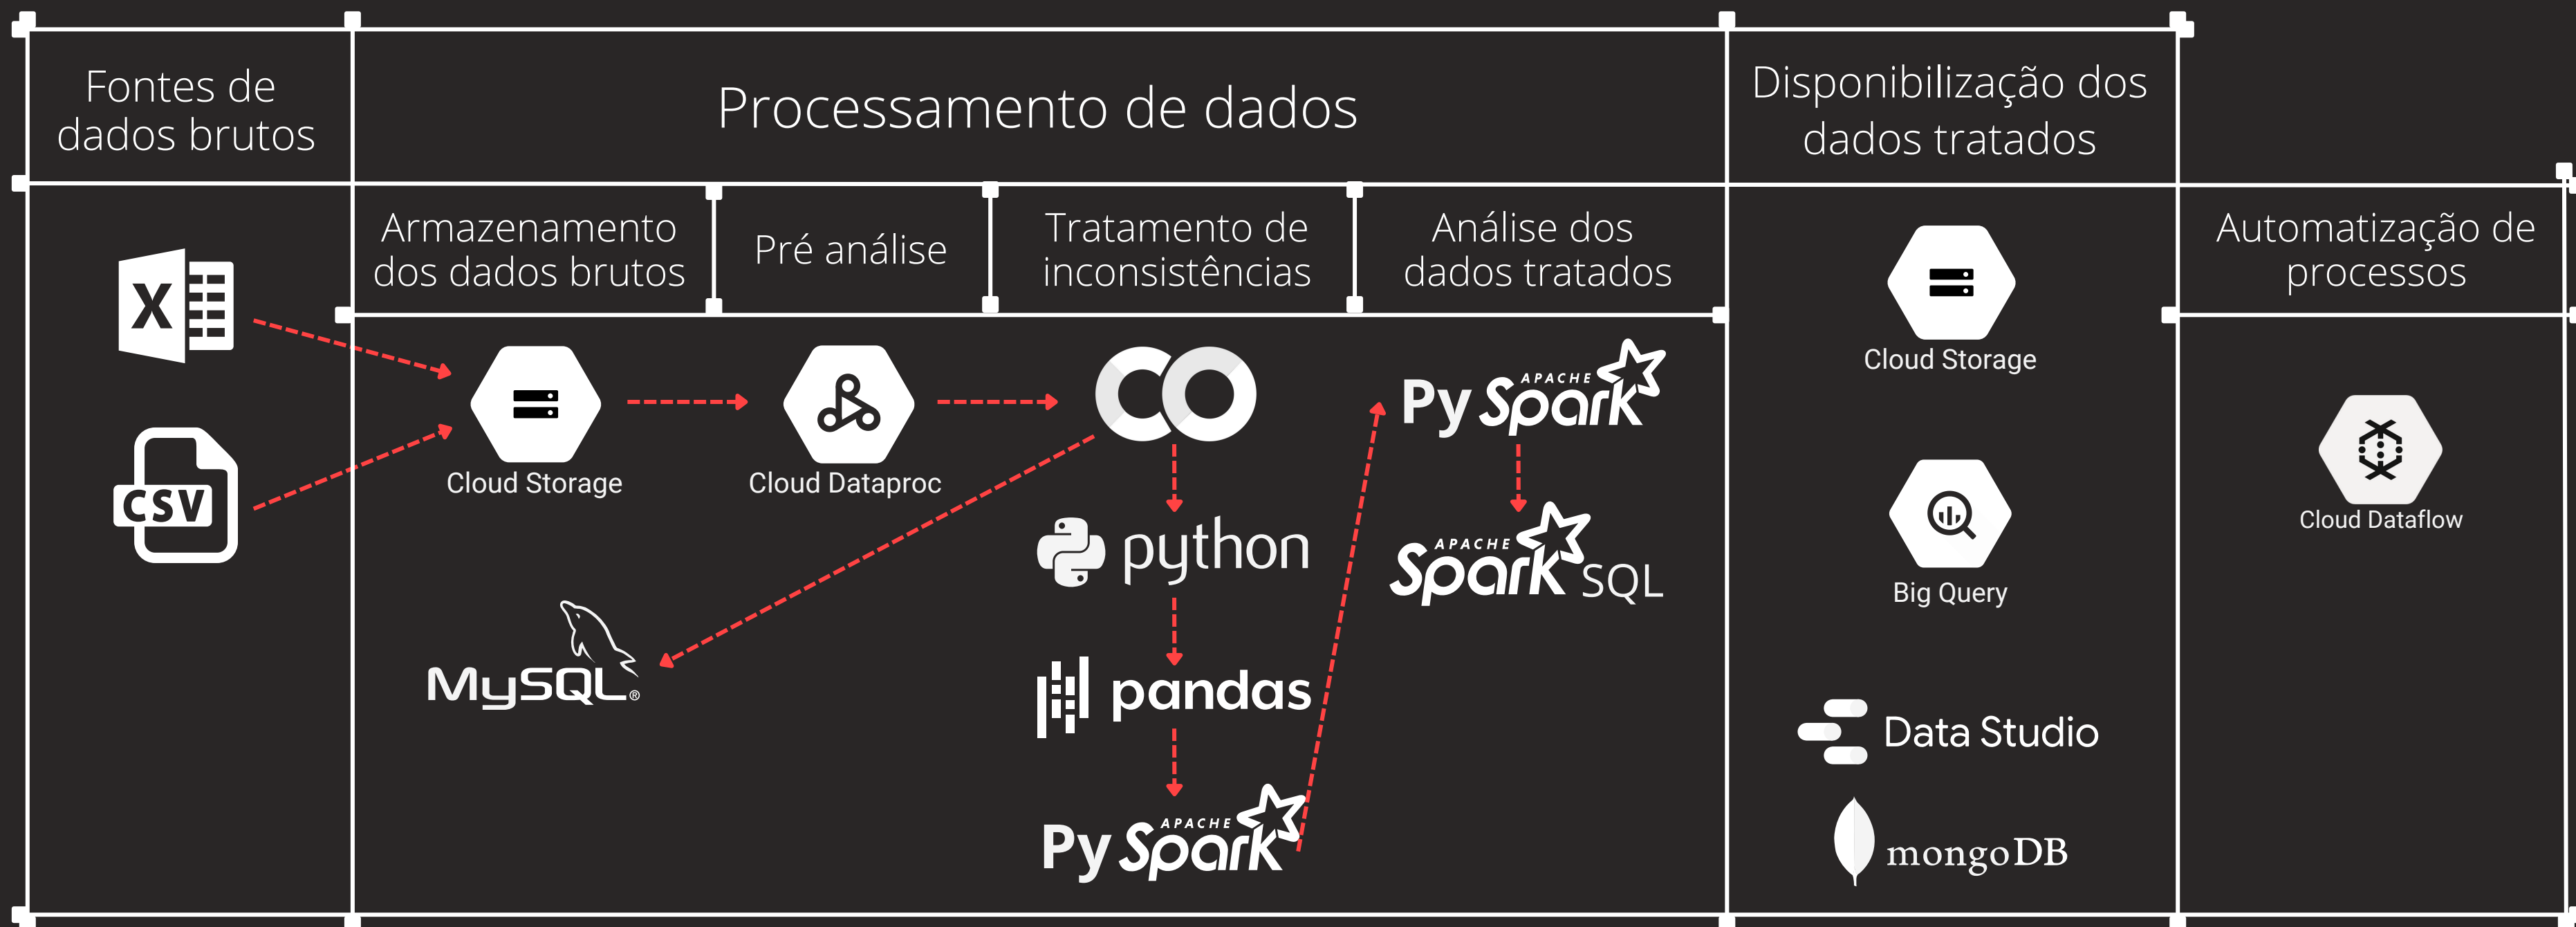 Fontes de
dados brutos
Processamento de dados
Disponibilização dos
dados tratados
Armazenamento
dos dados brutos
Pré análise
Tratamento de
inconsistências
Análise dos
dados tratados
Automatização de
processos
X
CSV
Cloud Storage
MySQL®
Cloud Dataproc
CO
python
pandas
Py APACHE Spark
Py APACHE Spark
APACHE Spark SQL
Cloud Storage
Big Query
Data Studio
mongoDB
Cloud Dataflow